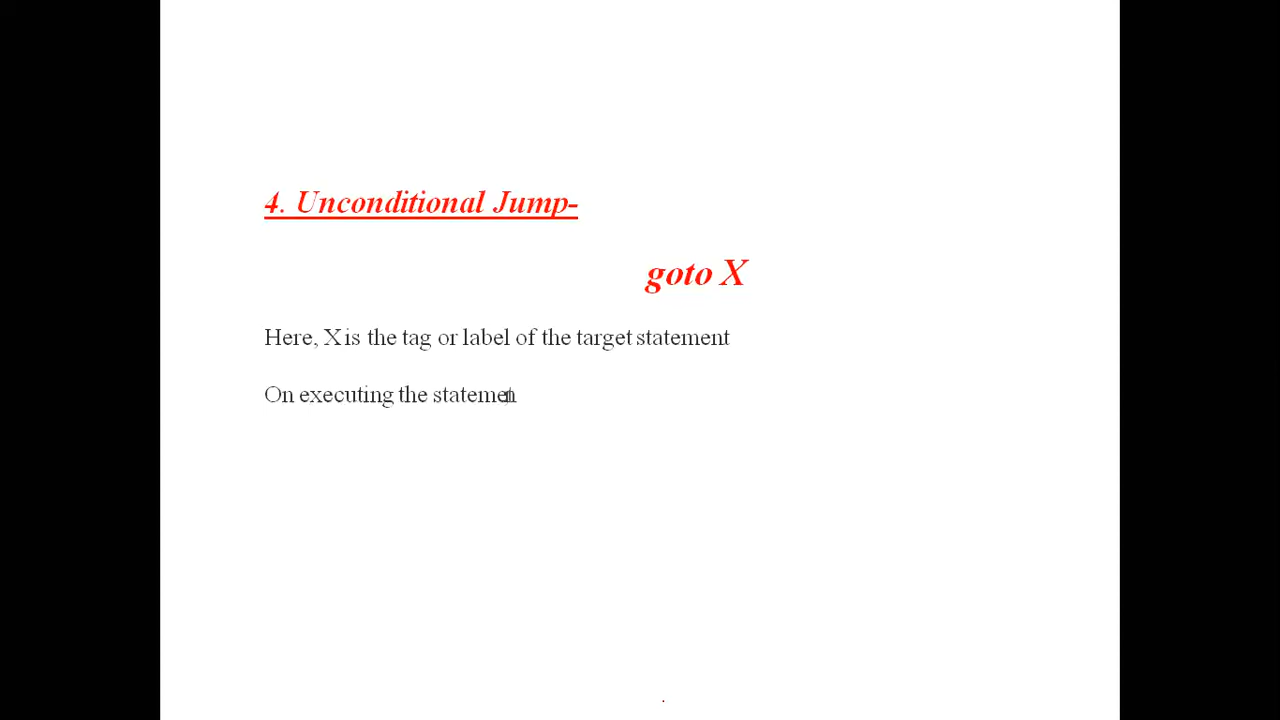 4. Unconditional Jump-
goto X
Here, X is the tag or label of the target statement
On executing the statemen